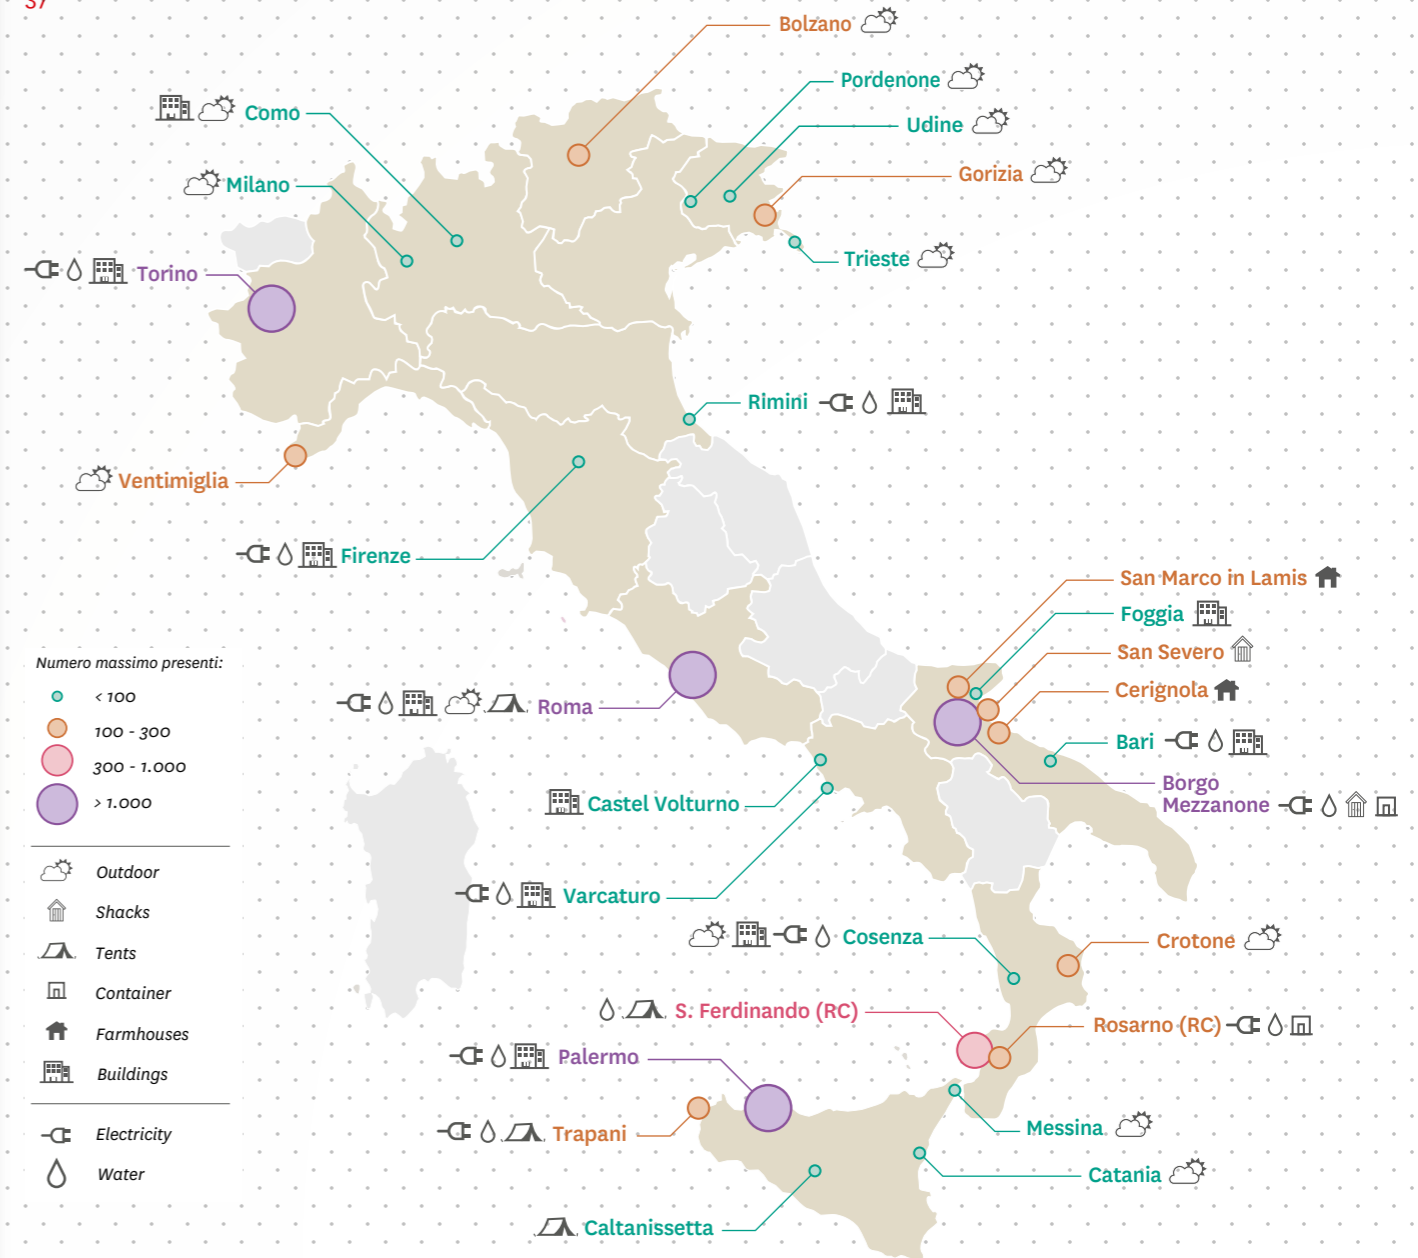 37
Bolzano
Pordenone
Como
Udine
Gorizia
Milano
Trieste
Torino
Rimini
Ventimiglia
Firenze
San Marco in Lamis
Foggia
San Severo
Cerignola
Roma
Bari
Borgo
Mezzanone
Castel Volturno
Varcaturo
Cosenza
Crotone
S. Ferdinando (RC)
Rosarno (RC)
Palermo
Trapani
Messina
Catania
Caltanissetta
Numero massimo presenti:
< 100
100 - 300
300 - 1.000
> 1.000
Outdoor
Shacks
Tents
Container
Farmhouses
Buildings
Electricity
Water